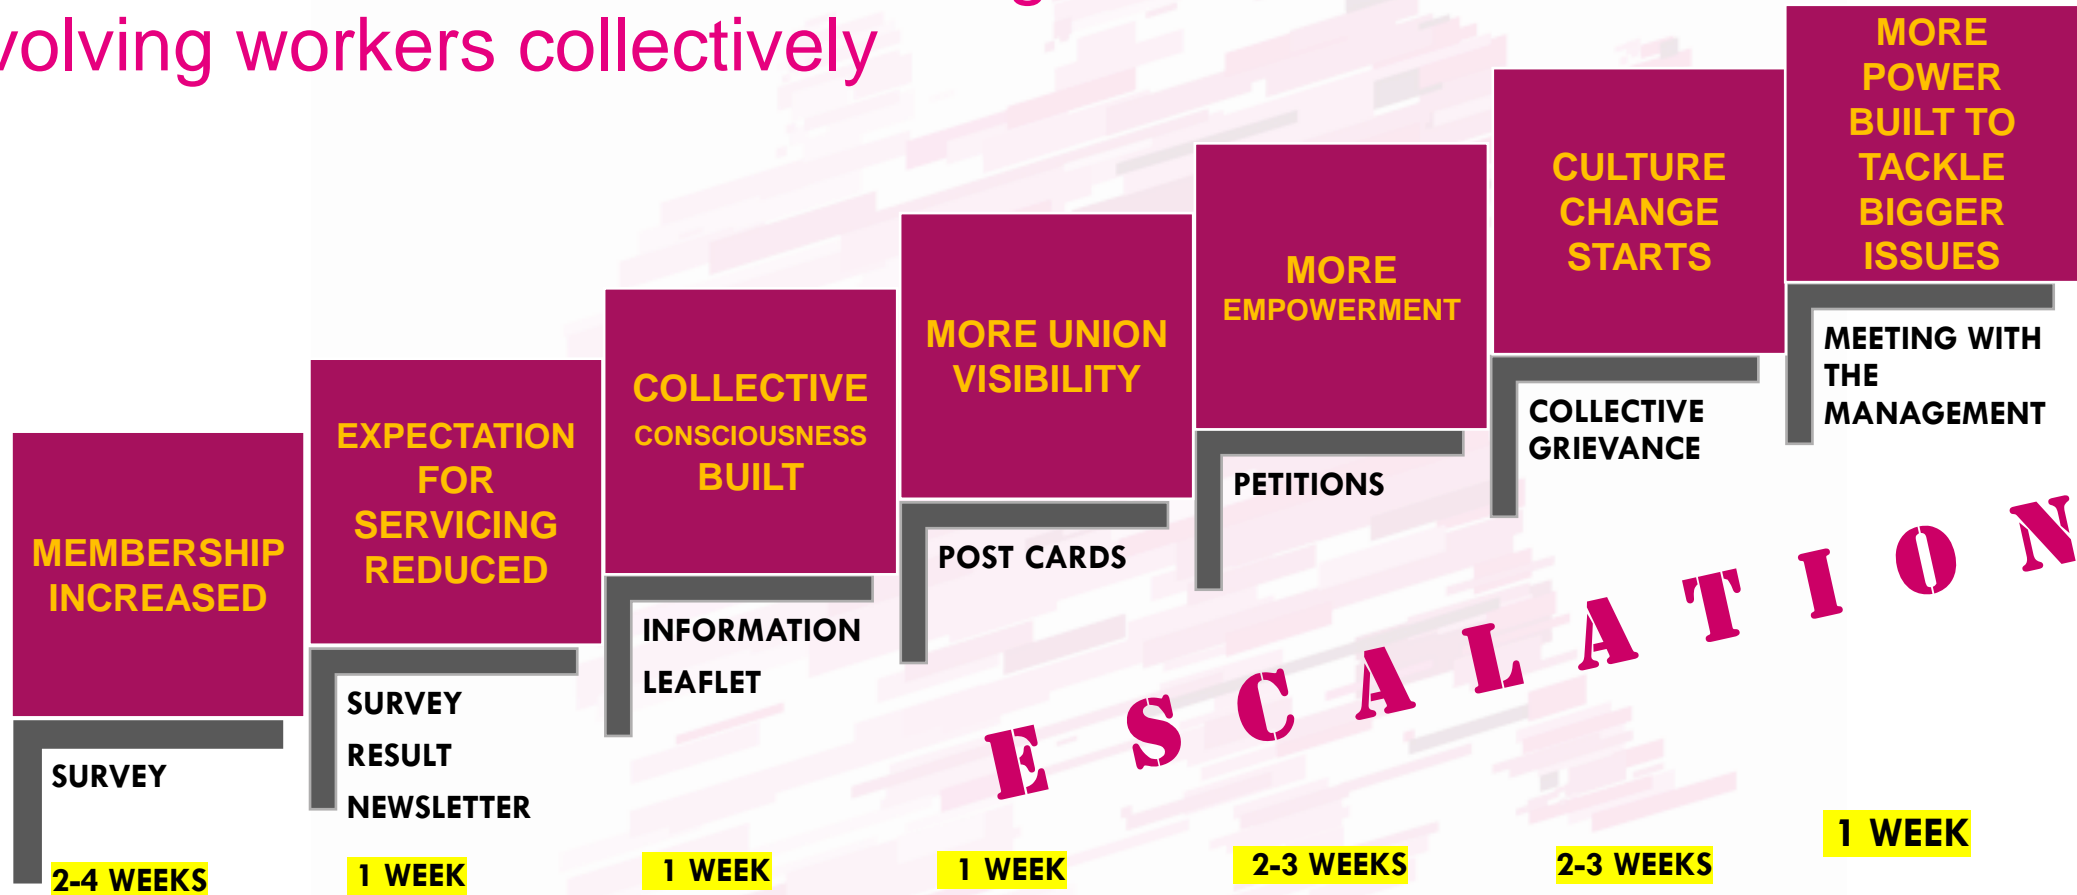 volving workers collectively
MEMBERSHIP
INCREASED
SURVEY
2-4 WEEKS
EXPECTATION
FOR
SERVICING
REDUCED
SURVEY
RESULT
NEWSLETTER
1 WEEK
COLLECTIVE
CONSCIOUSNESS
BUILT
INFORMATION
LEAFLET
1 WEEK
MORE UNION
VISIBILITY
POST CARDS
1 WEEK
MORE
EMPOWERMENT
PETITIONS
2-3 WEEKS
CULTURE
CHANGE
STARTS
COLLECTIVE
GRIEVANCE
2-3 WEEKS
MORE
POWER
BUILT TO
TACKLE
BIGGER
ISSUES
MEETING WITH
THE
MANAGEMENT
1 WEEK
ESCALATION